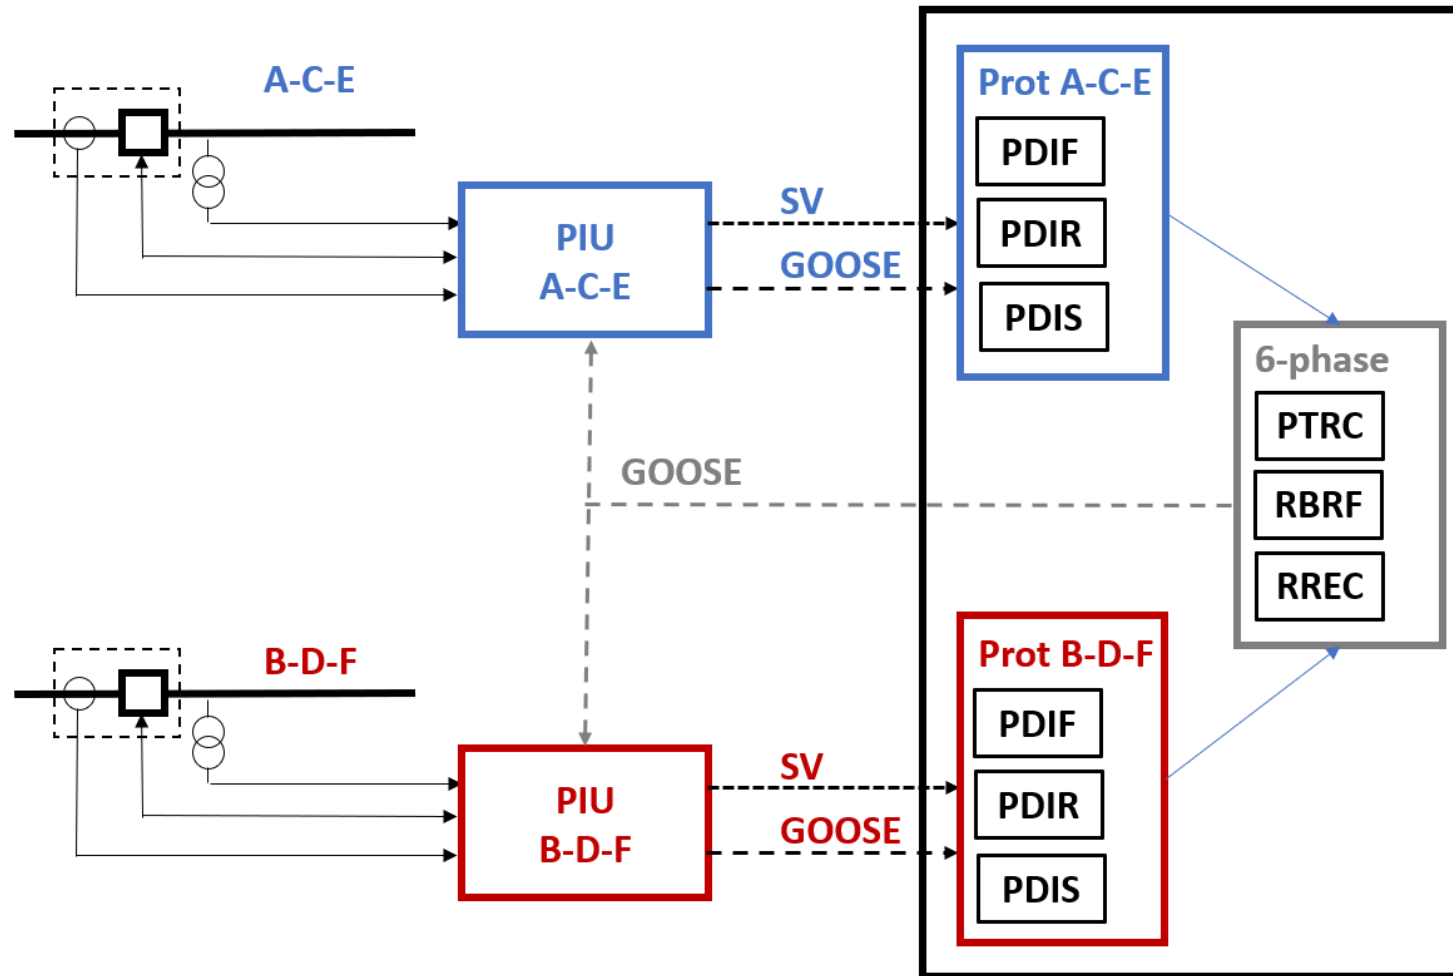 A-C-E
PIU
A-C-E
SV
GOOSE
Prot A-C-E
PDIF
PDIR
PDIS
GOOSE
6-phase
PTRC
RBRF
RREC
B-D-F
PIU
B-D-F
SV
GOOSE
Prot B-D-F
PDIF
PDIR
PDIS